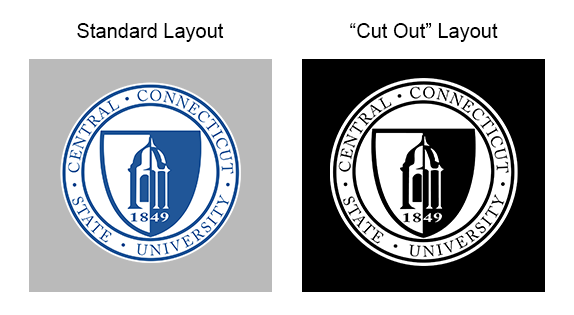 Standard Layout
“Cut Out” Layout
CENTRAL • CONNECTICUT
• STATE • UNIVERSITY •
1849
CENTRAL • CONNECTICUT
• STATE • UNIVERSITY •
1849